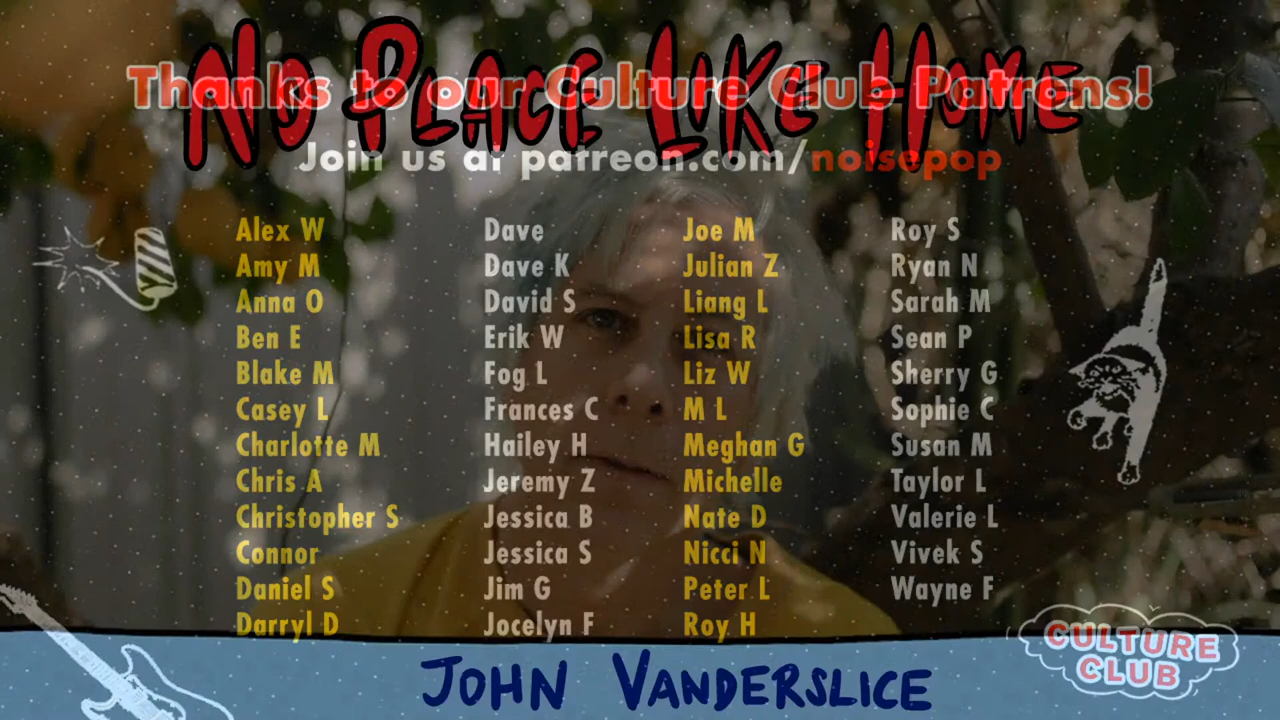 No Place Like Home
Thanks to our Culture Club Patrons!
Join us at patreon.com/noisepop
Alex W
Amy M
Anna O
Ben E
Blake M
Casey L
Charlotte M
Chris A
Christopher S
Connor
Daniel S
Darryl D
Dave
Dave K
David S
Erik W
Fog L
Frances C
Hailey H
Jeremy Z
Jessica B
Jessica S
Jim G
Jocelyn F
Joe M
Julian Z
Liang L
Lisa R
Liz W
M L
Meghan G
Michelle
Nate D
Nicci N
Peter L
Roy H
Roy S
Ryan N
Sarah M
Sean P
Sherry G
Sophie C
Susan M
Taylor L
Valerie L
Vivek S
Wayne F
CULTURE
CLUB
JOHN VANDERSLICE